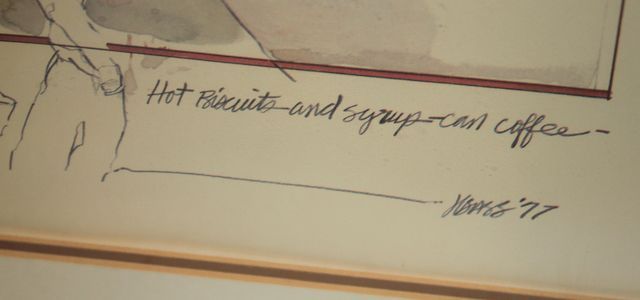 Hot Biscuits-and syrup-can coffee-
'77